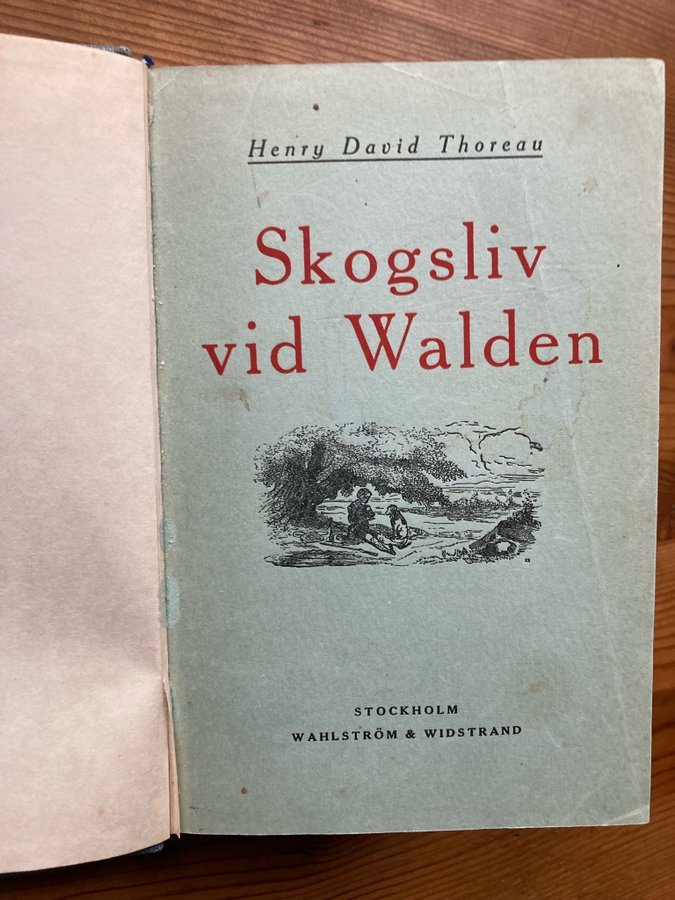 Henry David Thoreau
Skogsliv
vid Walden
STOCKHOLM
WAHLSTRÖM & WIDSTRAND